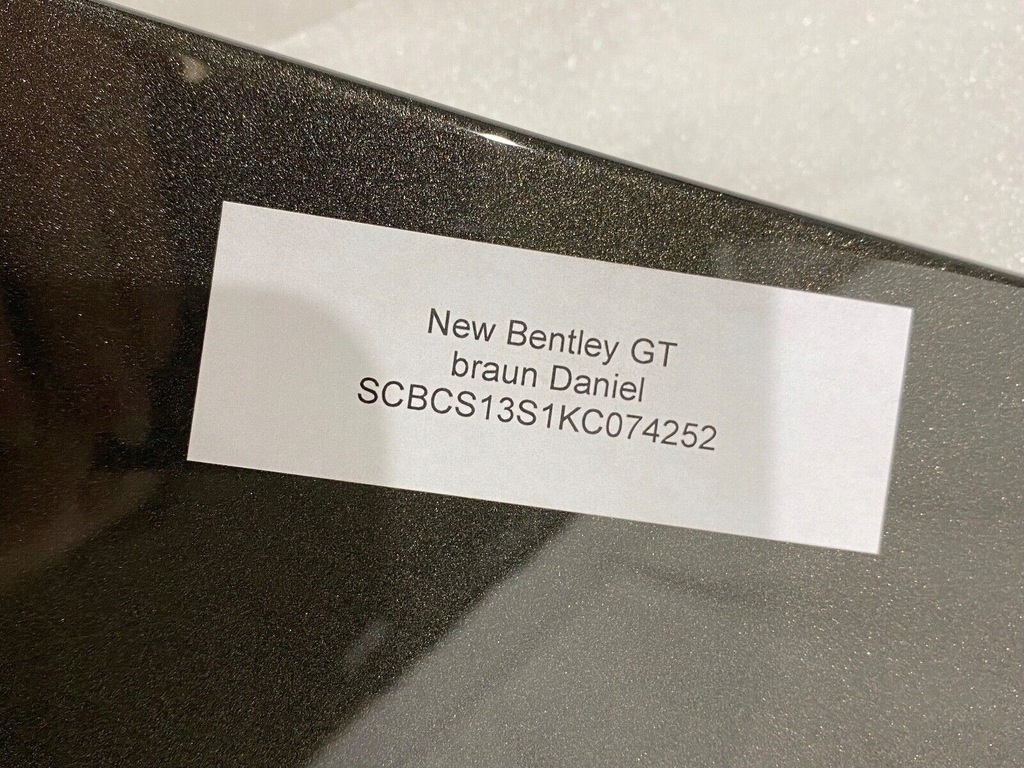 New Bentley GT
braun Daniel
SCBCS13S1KC074252